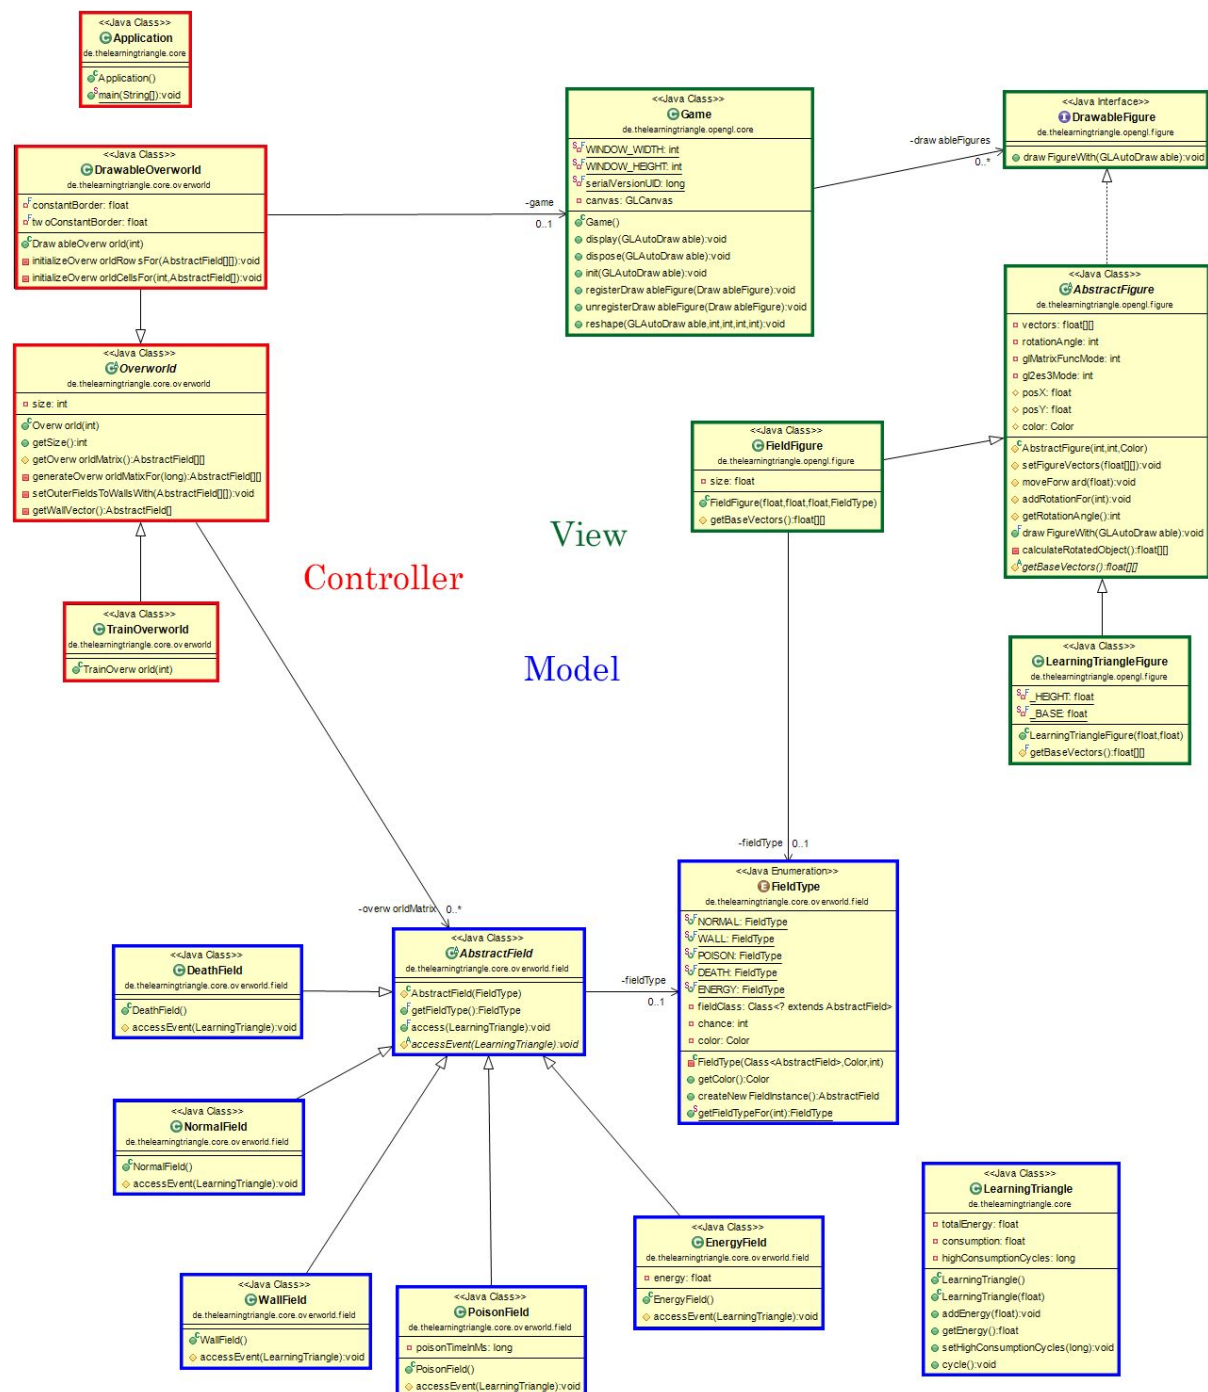 <<Java Class>>
Application
de.thelearningtriangle.core
Application()
main(String[]):void
<<Java Class>>
Game
de.thelearningtriangle.opengl.core
WINDOW_WIDTH: int
WINDOW_HEIGHT: int
serialVersionUID: long
canvas: GLCanvas
Game()
display(GLAutoDrawable):void
dispose(GLAutoDrawable):void
init(GLAutoDrawable):void
registerDrawableFigure(DrawableFigure):void
unregisterDrawableFigure(DrawableFigure):void
reshape(GLAutoDrawable,int,int,int,int):void
-drawableFigures
0..*
<<Java Interface>>
DrawableFigure
de.thelearningtriangle.opengl.figure
drawFigureWith(GLAutoDrawable):void
<<Java Class>>
DrawableOverworld
de.thelearningtriangle.core.overworld
constantBorder: float
twoConstantBorder: float
DrawableOverworld(int)
initializeOverworldRowsFor(AbstractField[][]):void
initializeOverworldCellsFor(int,AbstractField[]):void
-game
0..1
<<Java Class>>
AbstractFigure
de.thelearningtriangle.opengl.figure
vectors: float[][]
rotationAngle: int
glMatrixFuncMode: int
gl2es3Mode: int
posX: float
posY: float
color: Color
AbstractFigure(int,int,Color)
setFigureVectors(float[][]):void
moveForward(float):void
addRotationFor(int):void
getRotationAngle():int
drawFigureWith(GLAutoDrawable):void
calculateRotatedObject():float[][]
getBaseVectors():float[][]
<<Java Class>>
Overworld
de.thelearningtriangle.core.overworld
size: int
Overworld(int)
getSize():int
getOverworldMatrix():AbstractField[][]
generateOverworldMatixFor(long):AbstractField[][]
setOuterFieldsToWallsWith(AbstractField[][]):void
getWallVector():AbstractField[]
<<Java Class>>
FieldFigure
de.thelearningtriangle.opengl.figure
size: float
FieldFigure(float,float,float,FieldType)
getBaseVectors():float[][]
View
Controller
Model
<<Java Class>>
TrainOverworld
de.thelearningtriangle.core.overworld
TrainOverworld(int)
<<Java Class>>
LearningTriangleFigure
de.thelearningtriangle.opengl.figure
_HEIGHT: float
_BASE: float
LearningTriangleFigure(float,float)
getBaseVectors():float[][]
-fieldType
0..1
<<Java Enumeration>>
FieldType
de.thelearningtriangle.core.overworld.field
NORMAL: FieldType
WALL: FieldType
POISON: FieldType
DEATH: FieldType
ENERGY: FieldType
fieldClass: Class<? extends AbstractField>
chance: int
color: Color
FieldType(Class<AbstractField>,Color,int)
getColor():Color
createNewFieldInstance():AbstractField
getFieldTypeFor(int):FieldType
-overworldMatrix
0..*
<<Java Class>>
AbstractField
de.thelearningtriangle.core.overworld.field
AbstractField(FieldType)
getFieldType():FieldType
access(LearningTriangle):void
accessEvent(LearningTriangle):void
-fieldType
0..1
<<Java Class>>
DeathField
de.thelearningtriangle.core.overworld.field
DeathField()
accessEvent(LearningTriangle):void
<<Java Class>>
NormalField
de.thelearningtriangle.core.overworld.field
NormalField()
accessEvent(LearningTriangle):void
<<Java Class>>
WallField
de.thelearningtriangle.core.overworld.field
WallField()
accessEvent(LearningTriangle):void
<<Java Class>>
PoisonField
de.thelearningtriangle.core.overworld.field
poisonTimeInMs: long
PoisonField()
accessEvent(LearningTriangle):void
<<Java Class>>
EnergyField
de.thelearningtriangle.core.overworld.field
energy: float
EnergyField()
accessEvent(LearningTriangle):void
<<Java Class>>
LearningTriangle
de.thelearningtriangle.core
totalEnergy: float
consumption: float
highConsumptionCycles: long
LearningTriangle()
LearningTriangle(float)
addEnergy(float):void
getEnergy():float
setHighConsumptionCycles(long):void
cycle():void